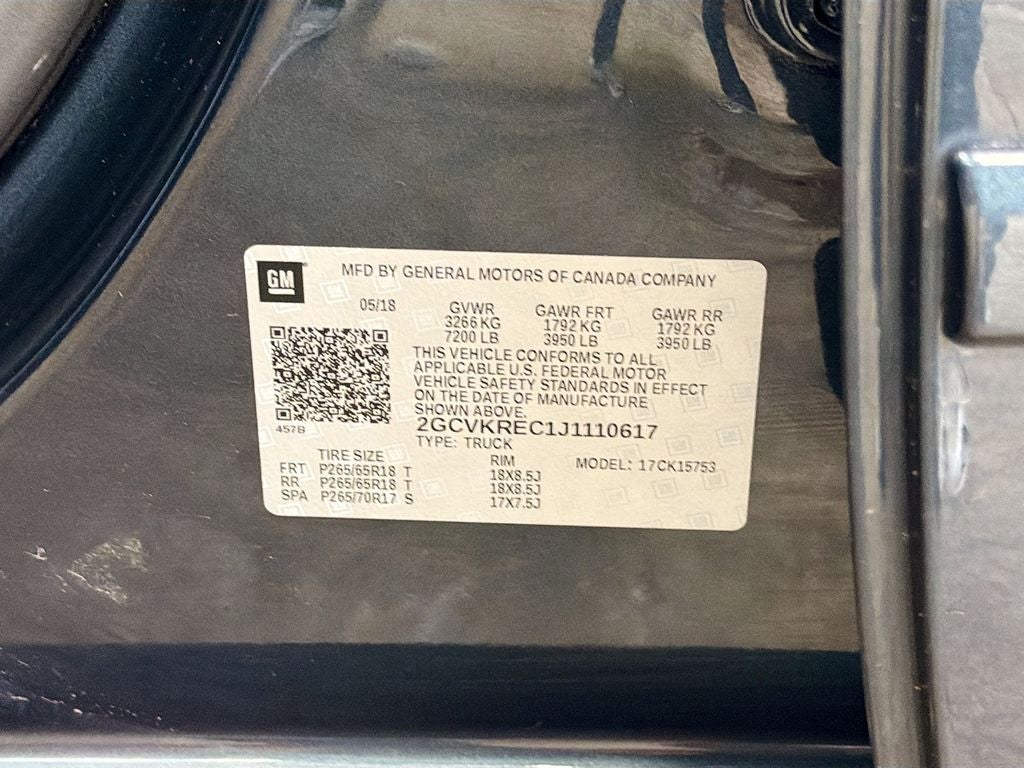 GM
MFD BY GENERAL MOTORS OF CANADA COMPANY
05/18 GVWR GAWR FRT GAWR RR
3266 KG 1792 KG 1792 KG
7200 LB 3950 LB 3950 LB
THIS VEHICLE CONFORMS TO ALL
APPLICABLE U.S. FEDERAL MOTOR
VEHICLE SAFETY STANDARDS IN EFFECT
ON THE DATE OF MANUFACTURE
SHOWN ABOVE.
457B
2GCVKREC1J1110617
TYPE: TRUCK
TIRE SIZE RIM MODEL: 17CK15753
FRT P265/65R18 T 18X8.5J
RR P265/65R18 T 18X8.5J
SPA P265/70R17 S 17X7.5J